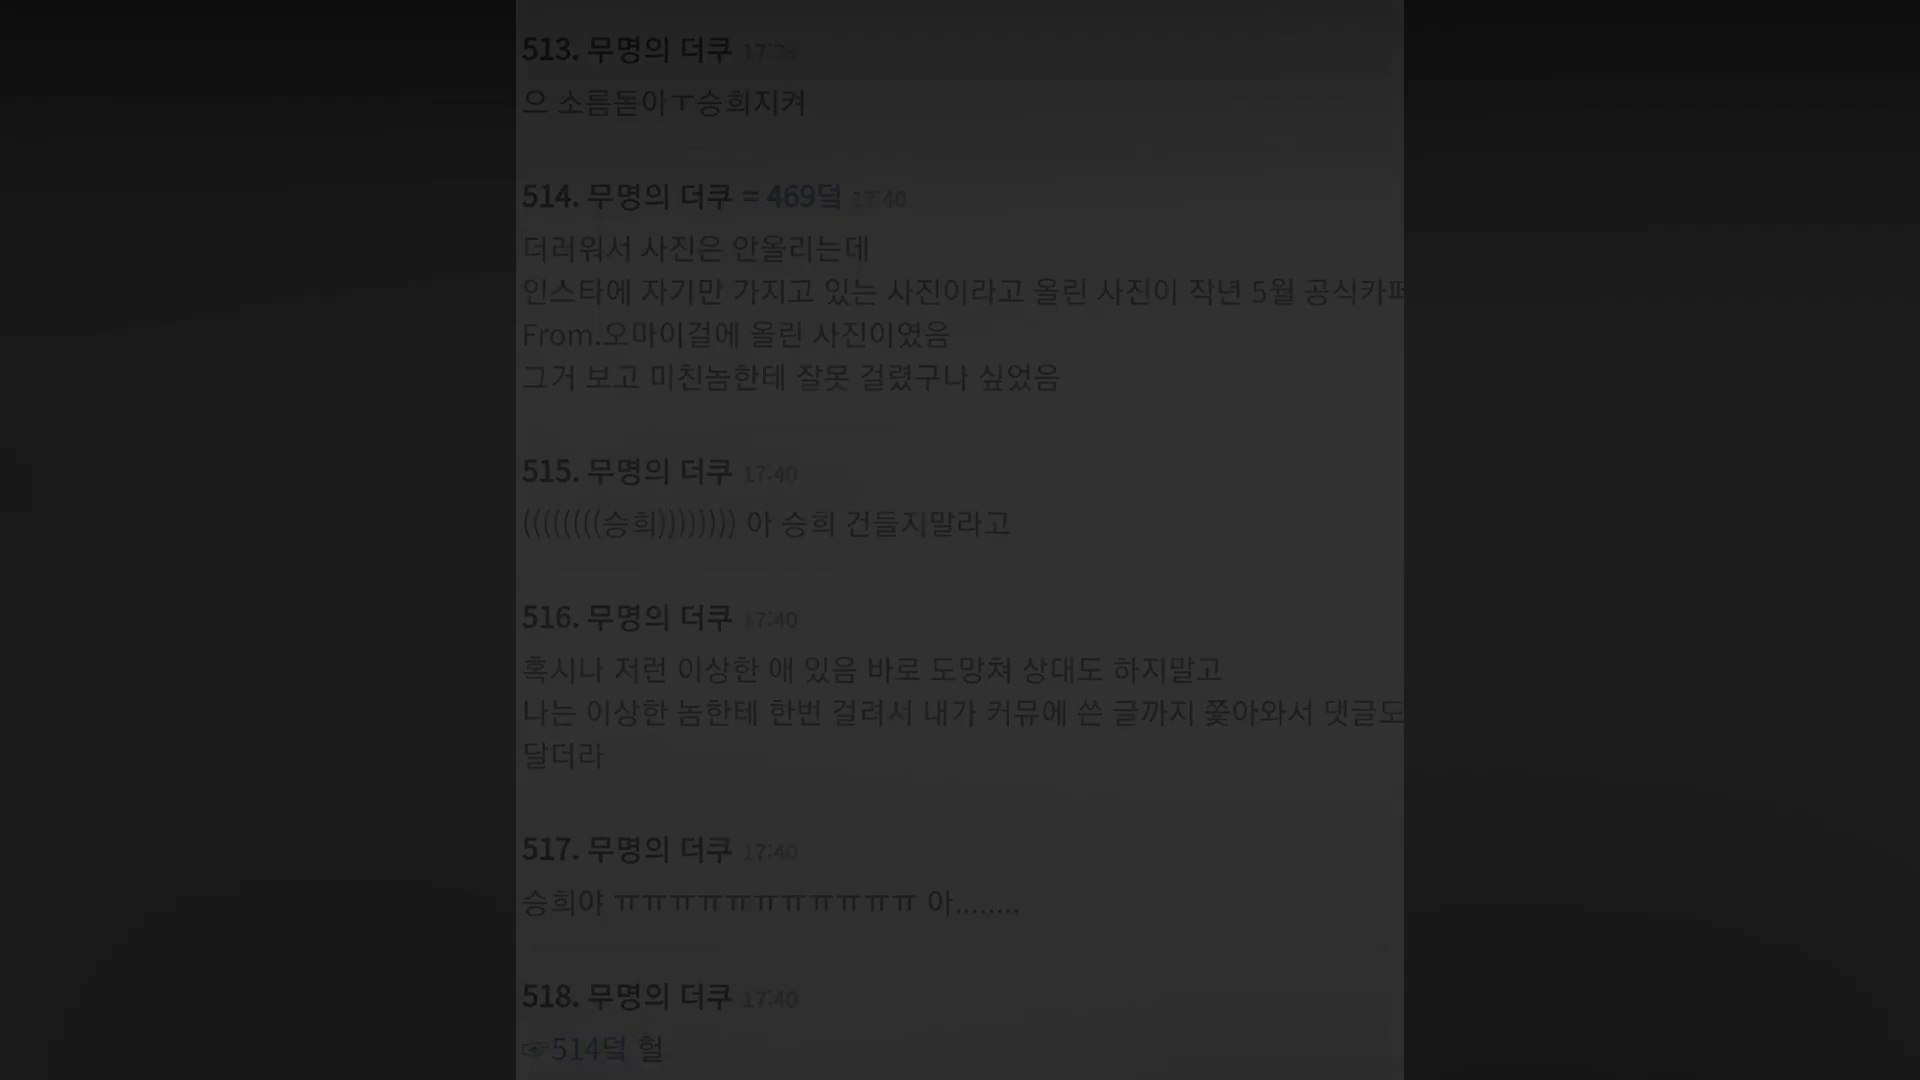 513. 무명의 더쿠 17:39
으 소름돋아ㅜ승희지켜
514. 무명의 더쿠 = 469덬 17:40
더러워서 사진은 안올리는데
인스타에 자기만 가지고 있는 사진이라고 올린 사진이 작년 5월 공식카페
From.오마이걸에 올린 사진이였음
그거 보고 미친놈한테 잘못 걸렸구나 싶었음
515. 무명의 더쿠 17:40
((((((((승희)))))))) 아 승희 건들지말라고
516. 무명의 더쿠 17:40
혹시나 저런 이상한 애 있음 바로 도망쳐 상대도 하지말고
나는 이상한 놈한테 한번 걸려서 내가 커뮤에 쓴 글까지 쫓아와서 댓글도
달더라
517. 무명의 더쿠 17:40
승희야 ㅠㅠㅠㅠㅠㅠㅠㅠㅠㅠㅠ 아........
518. 무명의 더쿠 17:40
☞514덬 헐